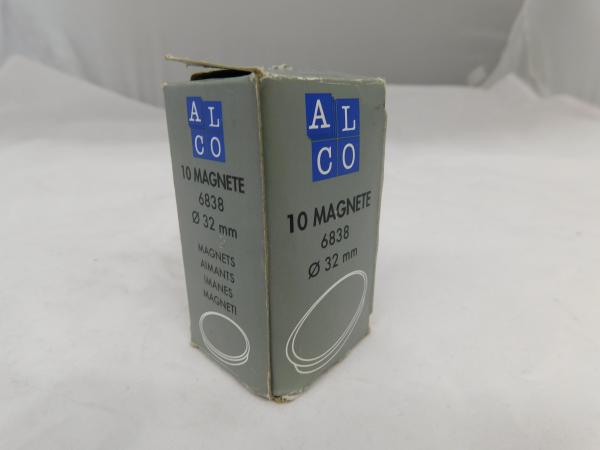 AL
CO
10 MAGNETE
6838
Ø 32 mm
MAGNETS
AIMANTS
IMANES
MAGNETI
AL
CO
10 MAGNETE
6838
Ø 32 mm